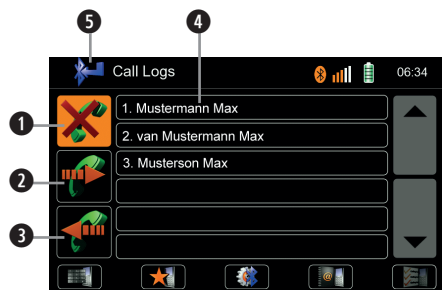 5
4
Call Logs
06:34
1
1. Mustermann Max
2. van Mustermann Max
2
3. Musterson Max
3
@